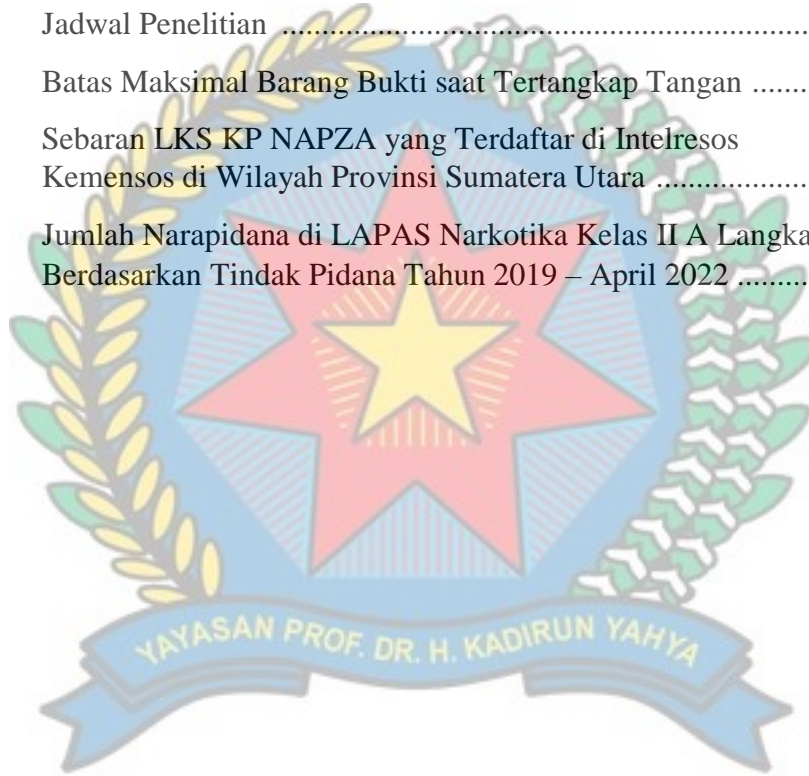 Jadwal Penelitian ..................................................................
Batas Maksimal Barang Bukti saat Tertangkap Tangan .......
Sebaran LKS KP NAPZA yang Terdaftar di Intelresos
Kemensos di Wilayah Provinsi Sumatera Utara ...................
Jumlah Narapidana di LAPAS Narkotika Kelas II A Langka
Berdasarkan Tindak Pidana Tahun 2019 – April 2022 .........
YAYASAN PROF. DR. H. KADIRUN YAHYA